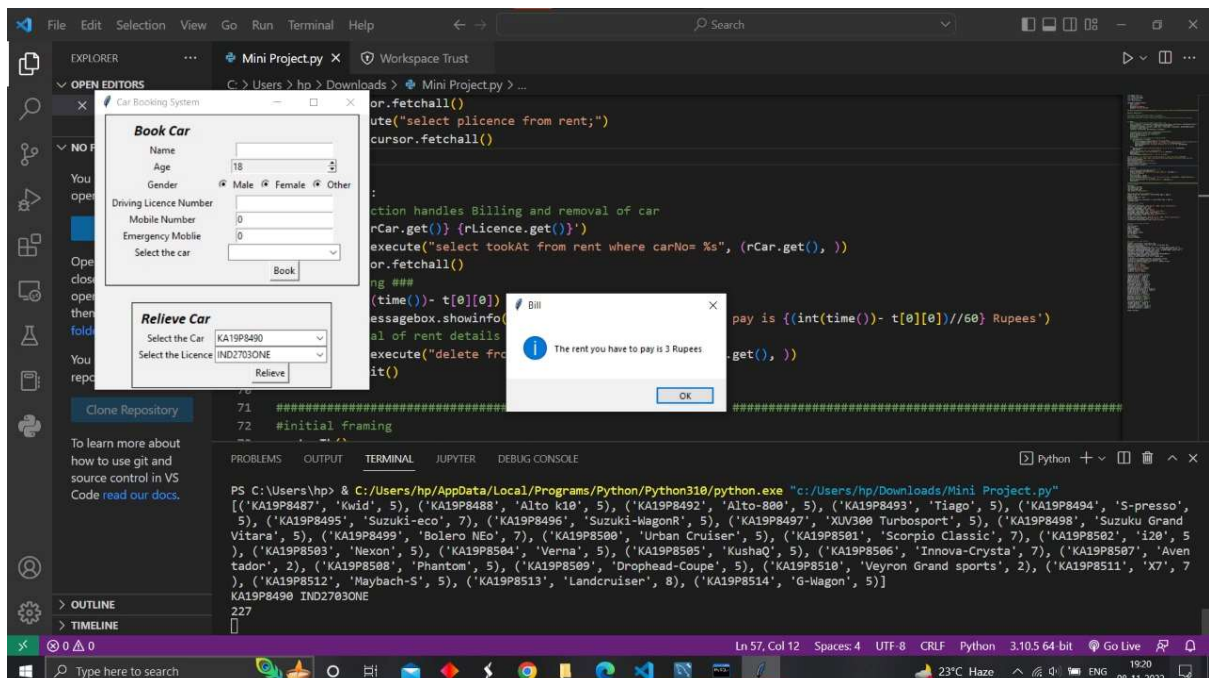 File Edit Selection View Go Run Terminal Help
Search
EXPLORER
Mini Project.py
Workspace Trust
OPEN EDITORS
C: > Users > hp > Downloads > Mini Project.py > ...
Car Booking System
Book Car
Name
Age 18
Gender Male Female Other
Driving Licence Number
Mobile Number 0
Emergency Moblie 0
Select the car
Book
Relieve Car
Select the Car KA19P8490
Select the Licence IND2703ONE
Relieve
NO F
You
oper
Ope
close
oper
then
folde
You
repo
Clone Repository
To learn more about
how to use git and
source control in VS
Code read our docs.
OUTLINE
TIMELINE
or.fetchall()
ute("select plicence from rent;")
cursor.fetchall()
:
ction handles Billing and removal of car
rCar.get()} {rLicence.get()}')
execute("select tookAt from rent where carNo= %s", (rCar.get(), ))
or.fetchall()
ng ###
(time())- t[0][0])
essagebox.showinfo( pay is {(int(time())- t[0][0])//60} Rupees')
al of rent details
execute("delete fro .get(), ))
it()
71 ####
72 #initial framing
Bill
The rent you have to pay is 3 Rupees
OK
PROBLEMS OUTPUT TERMINAL JUPYTER DEBUG CONSOLE
Python
PS C:\Users\hp> & C:/Users/hp/AppData/Local/Programs/Python/Python310/python.exe "c:/Users/hp/Downloads/Mini Project.py"
[('KA19P8487', 'Kwid', 5), ('KA19P8488', 'Alto k10', 5), ('KA19P8492', 'Alto-800', 5), ('KA19P8493', 'Tiago', 5), ('KA19P8494', 'S-presso',
5), ('KA19P8495', 'Suzuki-eco', 7), ('KA19P8496', 'Suzuki-WagonR', 5), ('KA19P8497', 'XUV300 Turbosport', 5), ('KA19P8498', 'Suzuku Grand
Vitara', 5), ('KA19P8499', 'Bolero NEo', 7), ('KA19P8500', 'Urban Cruiser', 5), ('KA19P8501', 'Scorpio Classic', 7), ('KA19P8502', 'i20', 5
), ('KA19P8503', 'Nexon', 5), ('KA19P8504', 'Verna', 5), ('KA19P8505', 'KushaQ', 5), ('KA19P8506', 'Innova-Crysta', 7), ('KA19P8507', 'Aven
tador', 2), ('KA19P8508', 'Phantom', 5), ('KA19P8509', 'Drophead-Coupe', 5), ('KA19P8510', 'Veyron Grand sports', 2), ('KA19P8511', 'X7', 7
), ('KA19P8512', 'Maybach-S', 5), ('KA19P8513', 'Landcruiser', 8), ('KA19P8514', 'G-Wagon', 5)]
KA19P8490 IND2703ONE
227
0 0 Ln 57, Col 12 Spaces: 4 UTF-8 CRLF Python 3.10.5 64-bit Go Live
Type here to search
23°C Haze ENG 19:20